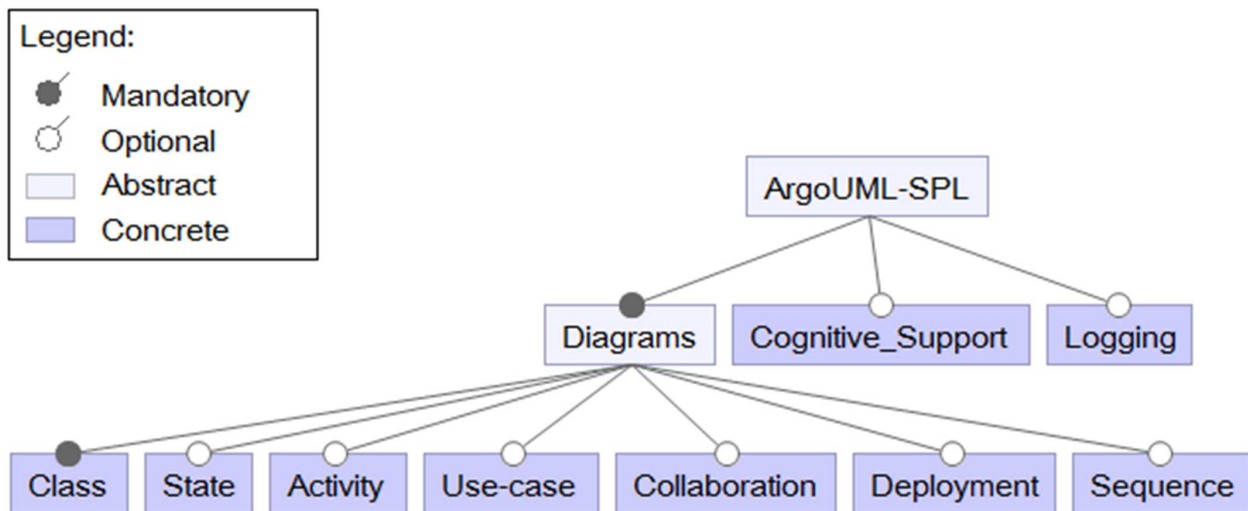 Legend:
Mandatory
Optional
Abstract
Concrete
ArgoUML-SPL
Diagrams Cognitive_Support Logging
Class State Activity Use-case Collaboration Deployment Sequence